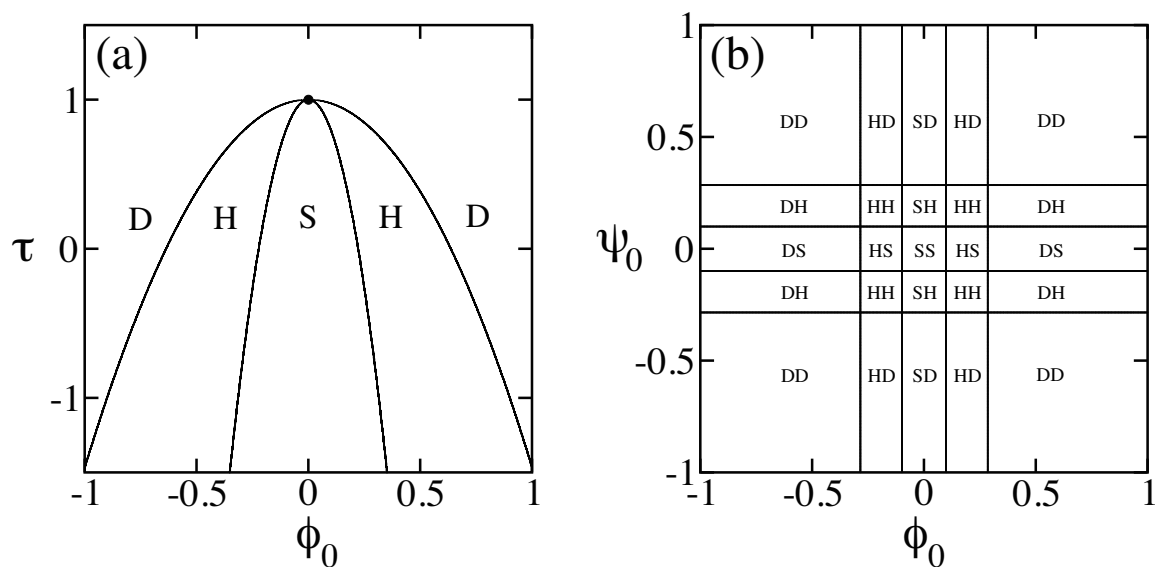 (a)
1
D H S H D
τ 0
-1
-1 -0.5 0 0.5 1
ϕ0
(b)
1
DD HD SD HD DD
0.5
DH HH SH HH DH
ψ0 0 DS HS SS HS DS
DH HH SH HH DH
-0.5
DD HD SD HD DD
-1
-1 -0.5 0 0.5 1
ϕ0